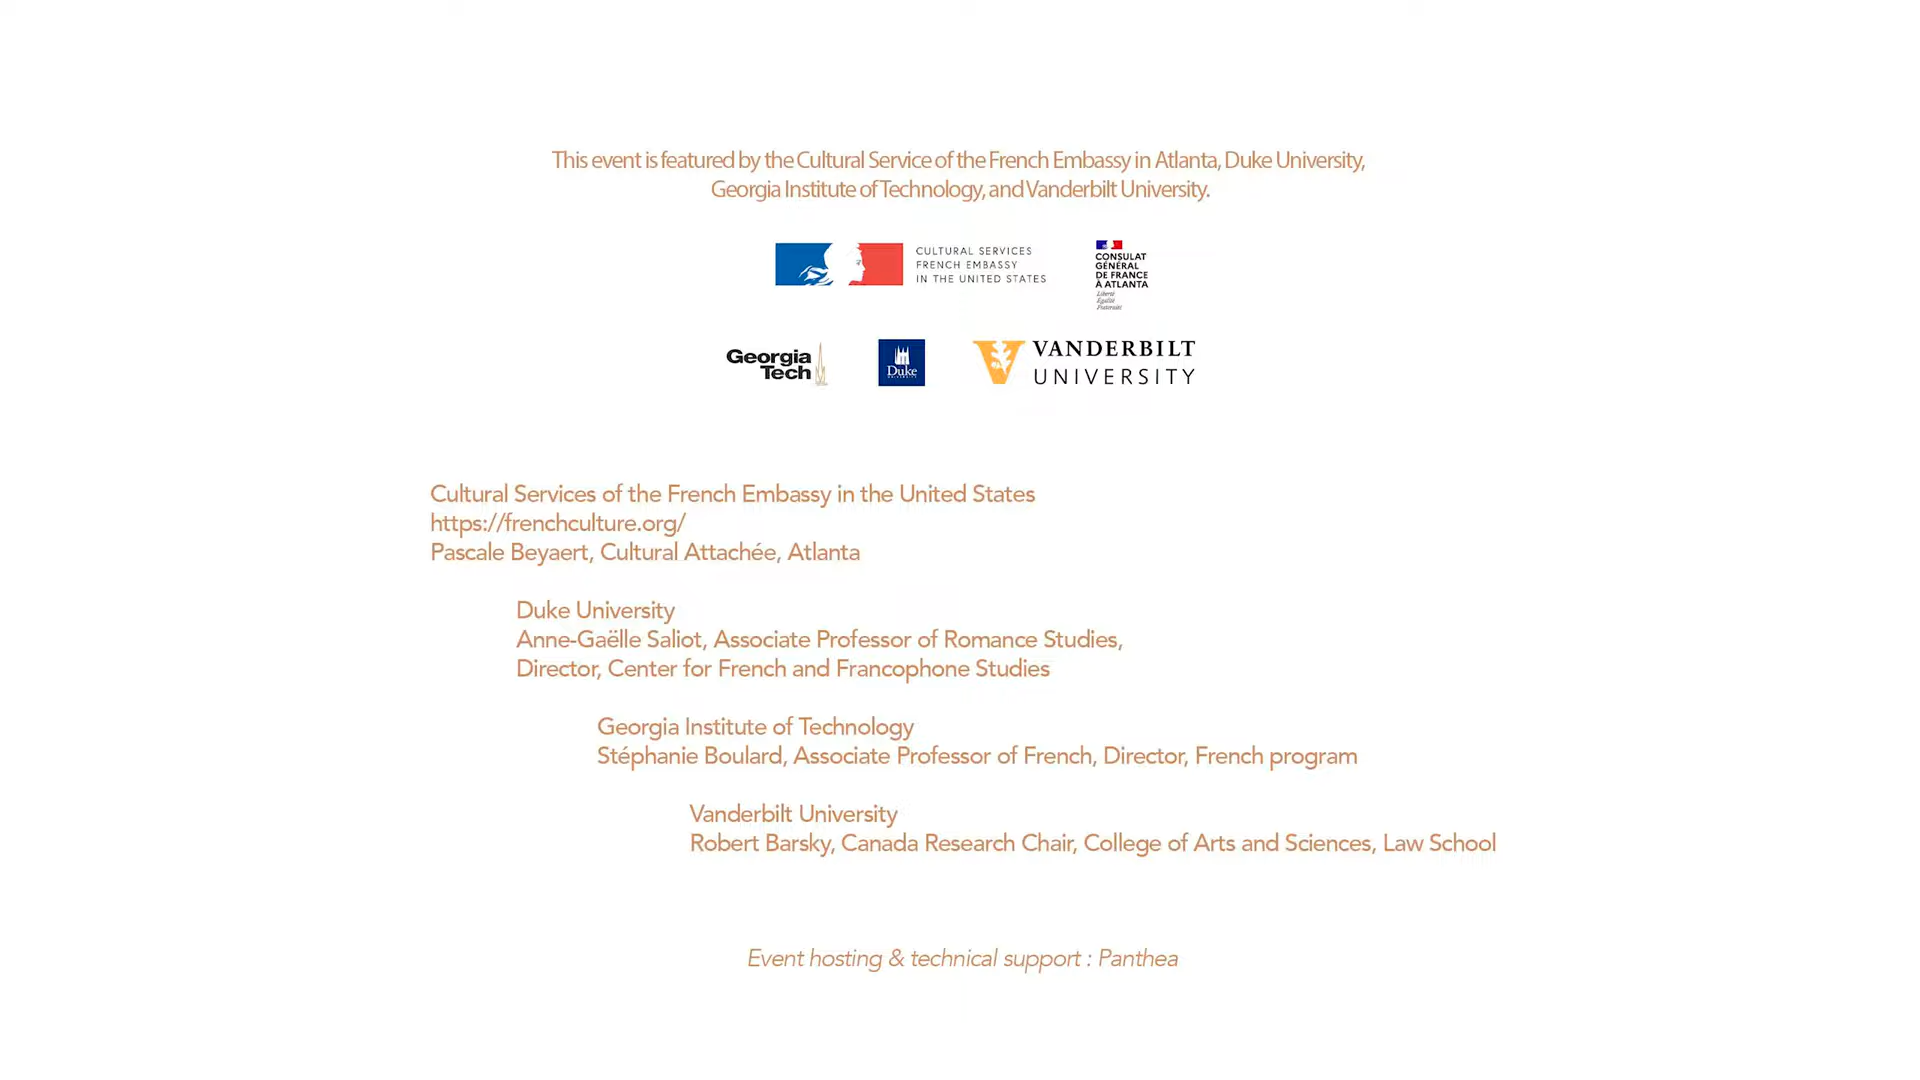 This event is featured by the Cultural Service of the French Embassy in Atlanta, Duke University,
Georgia Institute of Technology, and Vanderbilt University.
CULTURAL SERVICES
FRENCH EMBASSY
IN THE UNITED STATES
CONSULAT
GÉNÉRAL
DE FRANCE
À ATLANTA
Liberté
Égalité
Fraternité
Georgia
Tech
Duke
UNIVERSITY
VANDERBILT
UNIVERSITY
Cultural Services of the French Embassy in the United States
https://frenchculture.org/
Pascale Beyaert, Cultural Attachée, Atlanta
Duke University
Anne-Gaëlle Saliot, Associate Professor of Romance Studies,
Director, Center for French and Francophone Studies
Georgia Institute of Technology
Stéphanie Boulard, Associate Professor of French, Director, French program
Vanderbilt University
Robert Barsky, Canada Research Chair, College of Arts and Sciences, Law School
Event hosting & technical support : Panthea